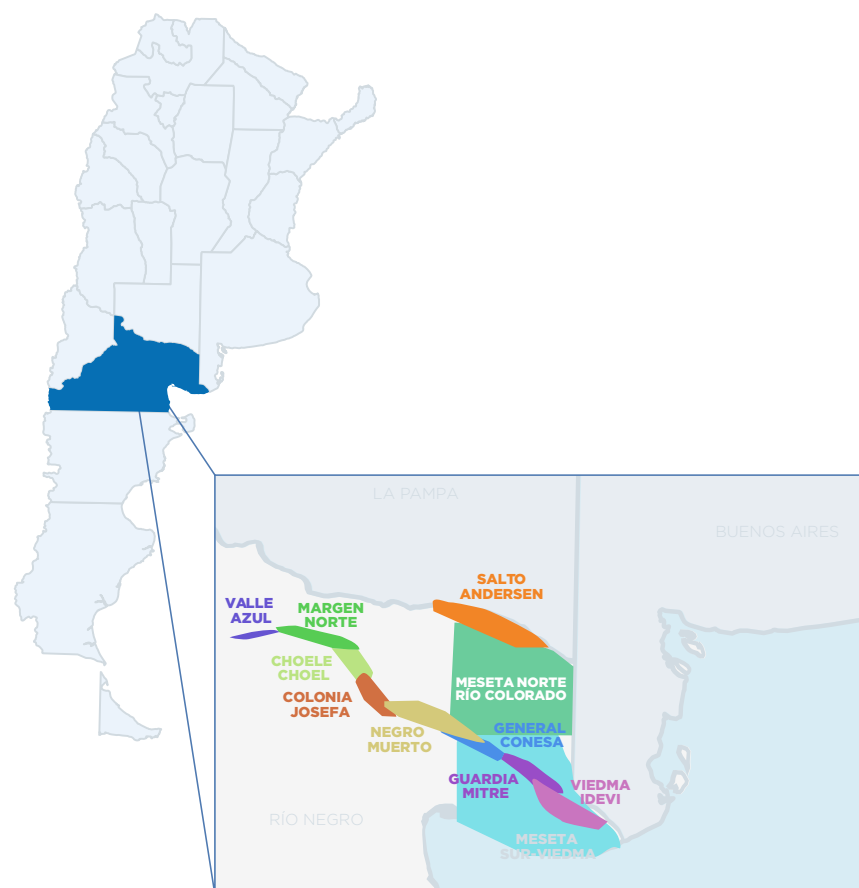 LA PAMPA
BUENOS AIRES
SALTO
ANDERSEN
VALLE
AZUL
MARGEN
NORTE
CHOELE
CHOEL
MESETA NORTE
RÍO COLORADO
COLONIA
JOSEFA
NEGRO
MUERTO
GENERAL
CONESA
GUARDIA
MITRE
VIEDMA
IDEVI
RÍO NEGRO
MESETA
SUR-VIEDMA